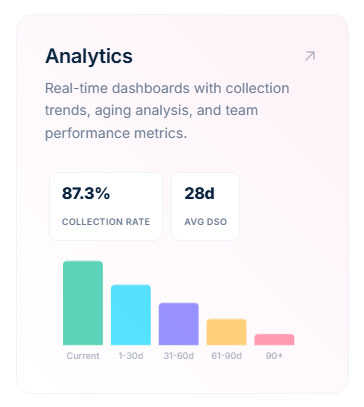 Analytics
Real-time dashboards with collection
trends, aging analysis, and team
performance metrics.
87.3%
COLLECTION RATE
28d
AVG DSO
Current 1-30d 31-60d 61-90d 90+